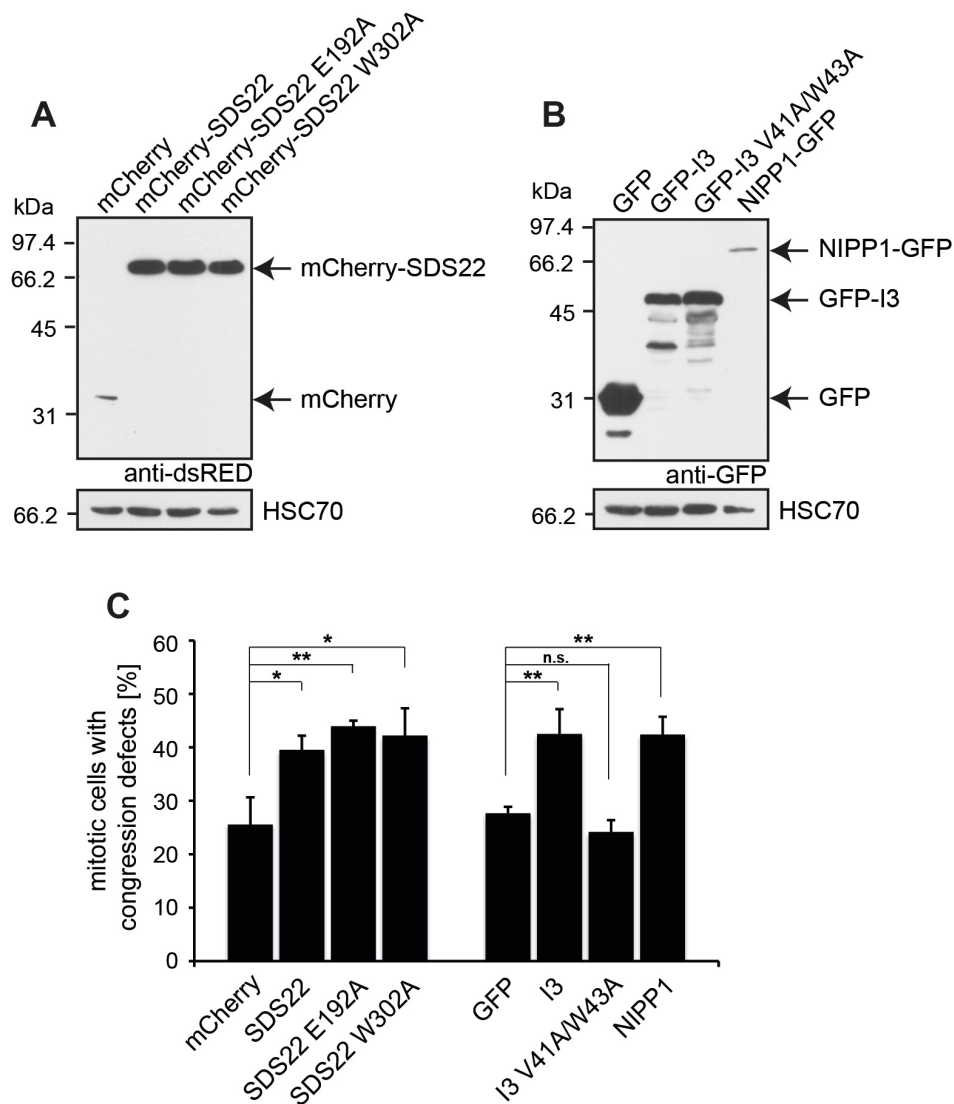 A
mCherry
mCherry-SDS22
mCherry-SDS22 E192A
mCherry-SDS22 W302A
kDa
97.4
66.2
45
31
mCherry-SDS22
mCherry
anti-dsRED
66.2
HSC70
B
GFP
GFP-I3
GFP-I3 V41A/W43A
NIPP1-GFP
kDa
97.4
66.2
45
31
NIPP1-GFP
GFP-I3
GFP
anti-GFP
66.2
HSC70
C
mitotic cells with
congression defects [%]
60
50
40
30
20
10
0
*
**
*
**
n.s.
**
mCherry
SDS22
SDS22 E192A
SDS22 W302A
GFP
I3
I3 V41A/W43A
NIPP1